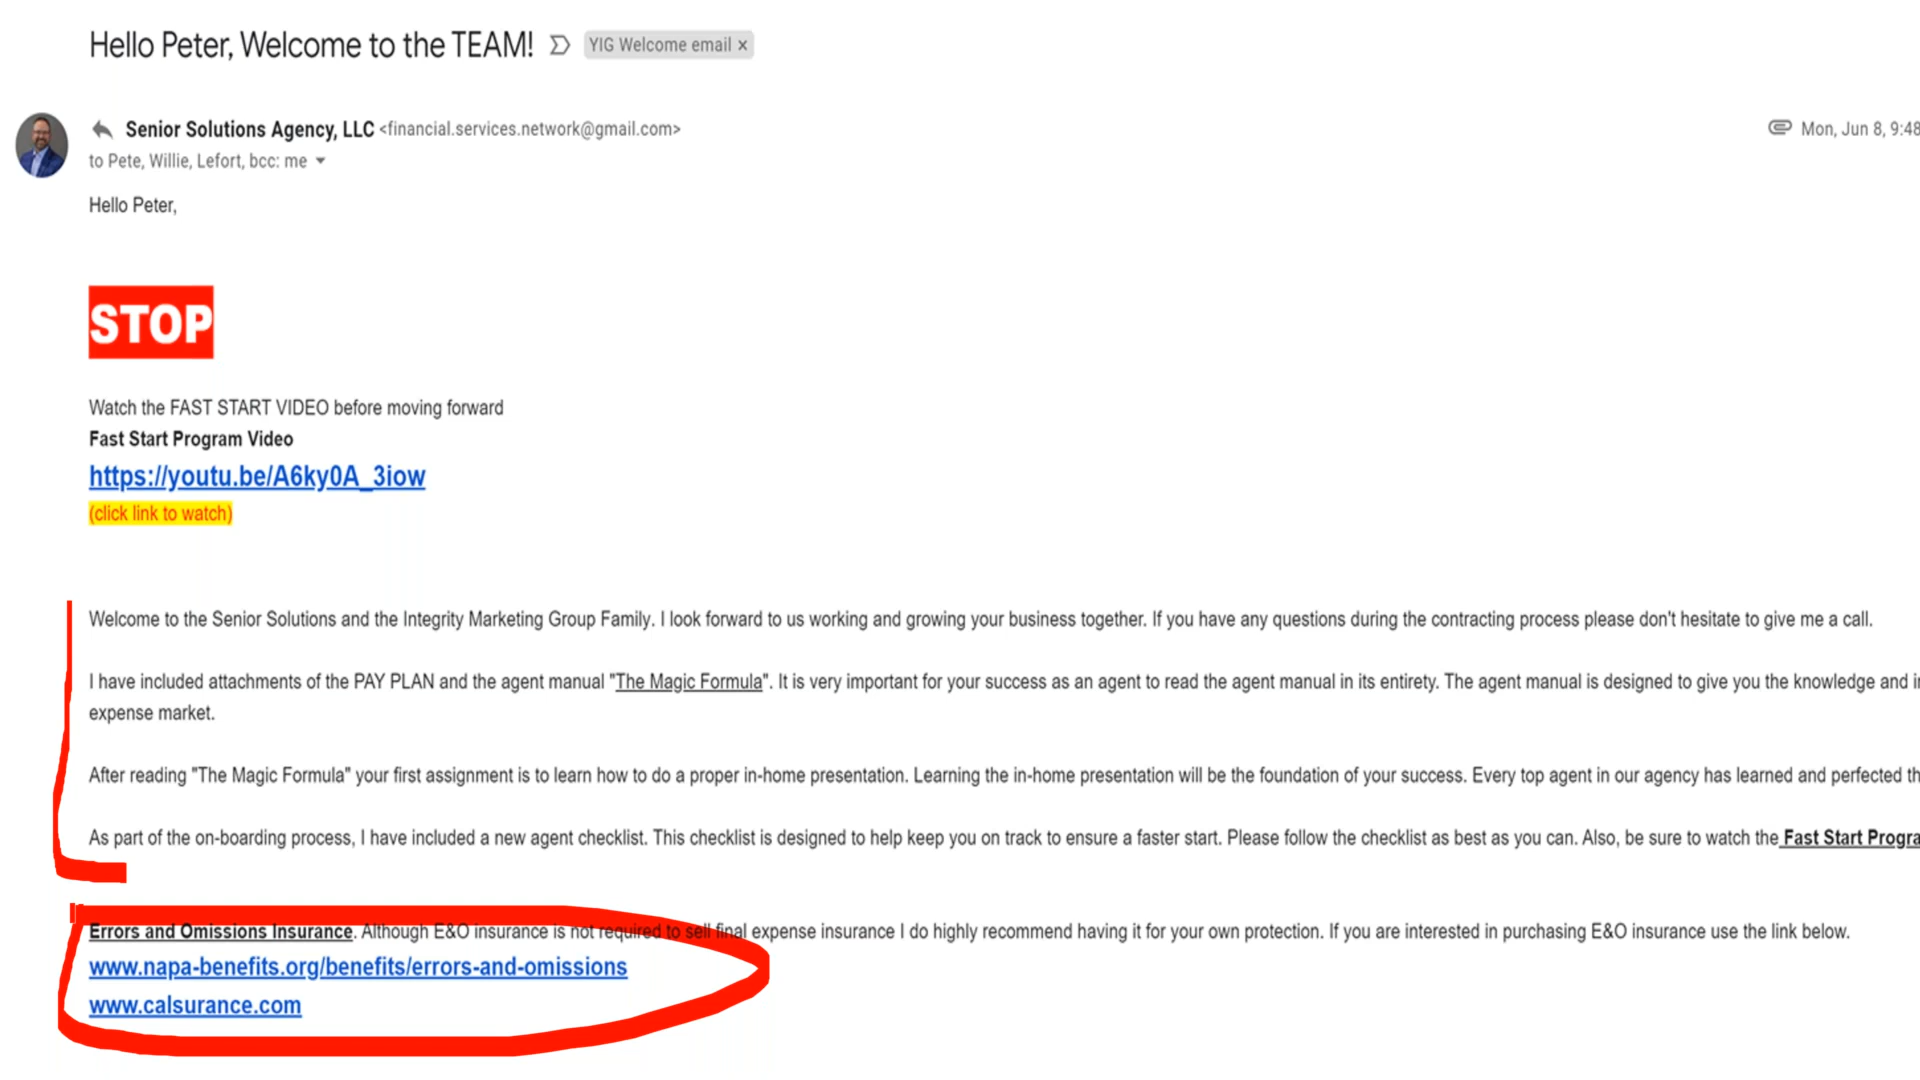 Hello Peter, Welcome to the TEAM! YIG Welcome email ×
Senior Solutions Agency, LLC <financial.services.network@gmail.com> Mon, Jun 8, 9:48
to Pete, Willie, Lefort, bcc: me
Hello Peter,
STOP
Watch the FAST START VIDEO before moving forward
Fast Start Program Video
https://youtu.be/A6ky0A_3iow
(click link to watch)
Welcome to the Senior Solutions and the Integrity Marketing Group Family. I look forward to us working and growing your business together. If you have any questions during the contracting process please don't hesitate to give me a call.
I have included attachments of the PAY PLAN and the agent manual "The Magic Formula". It is very important for your success as an agent to read the agent manual in its entirety. The agent manual is designed to give you the knowledge and
expense market.
After reading "The Magic Formula" your first assignment is to learn how to do a proper in-home presentation. Learning the in-home presentation will be the foundation of your success. Every top agent in our agency has learned and perfected
As part of the on-boarding process, I have included a new agent checklist. This checklist is designed to help keep you on track to ensure a faster start. Please follow the checklist as best as you can. Also, be sure to watch the Fast Start Progra
Errors and Omissions Insurance. Although E&O insurance is not required to sell final expense insurance I do highly recommend having it for your own protection. If you are interested in purchasing E&O insurance use the link below.
www.napa-benefits.org/benefits/errors-and-omissions
www.calsurance.com